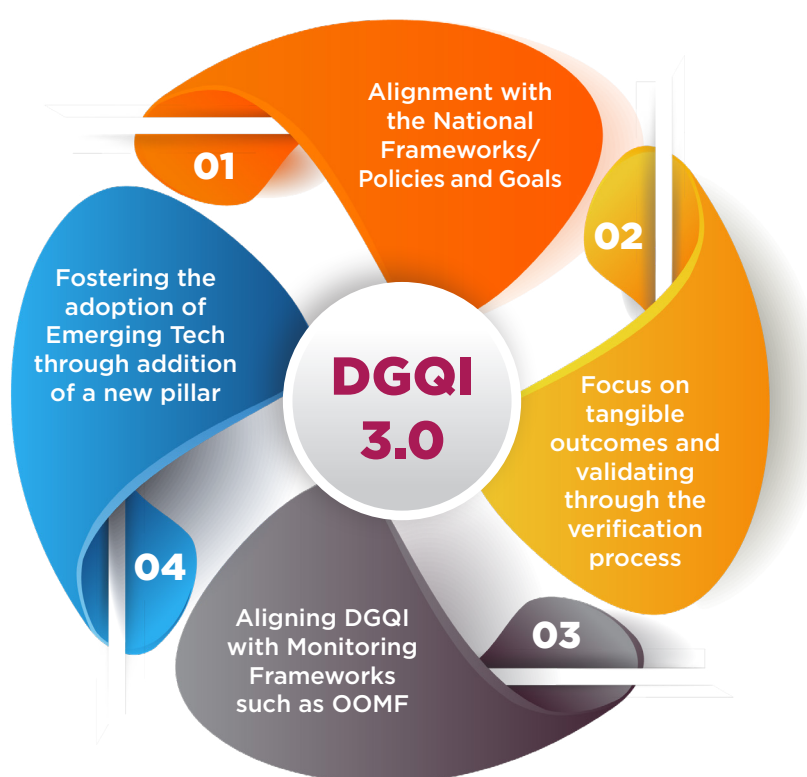 01
Alignment with
the National
Frameworks/
Policies and Goals
02
Focus on
tangible
outcomes and
validating
through the
verification
process
03
Aligning DGQI
with Monitoring
Frameworks
such as OOMF
04
Fostering the
adoption of
Emerging Tech
through addition
of a new pillar
DGQI
3.0